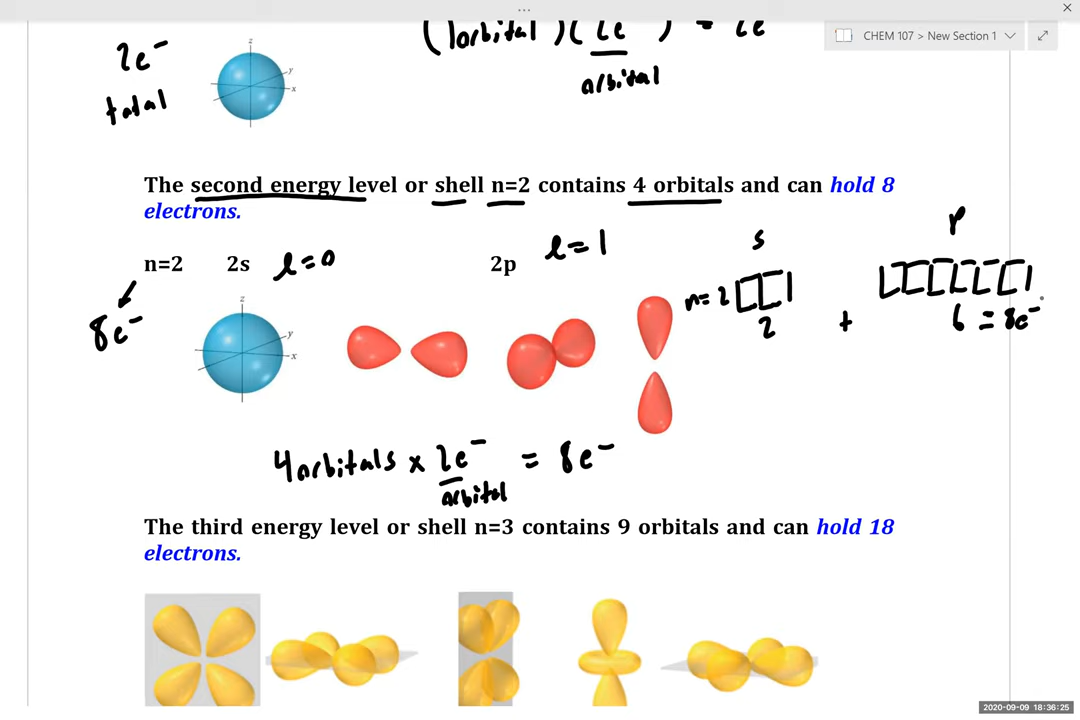 ...
CHEM 107 > New Section 1
(1orbital)(2e⁻) = 2e
orbital
2e⁻
total
z
y
x
The second energy level or shell n=2 contains 4 orbitals and can hold 8
electrons.
n=2 2s l=0 2p l=1
s p
n=2
2 + 6 = 8e⁻
8e⁻
z
y
x
4orbitals × 2e⁻ = 8e⁻
orbital
The third energy level or shell n=3 contains 9 orbitals and can hold 18
electrons.
2020-09-09 18:36:25